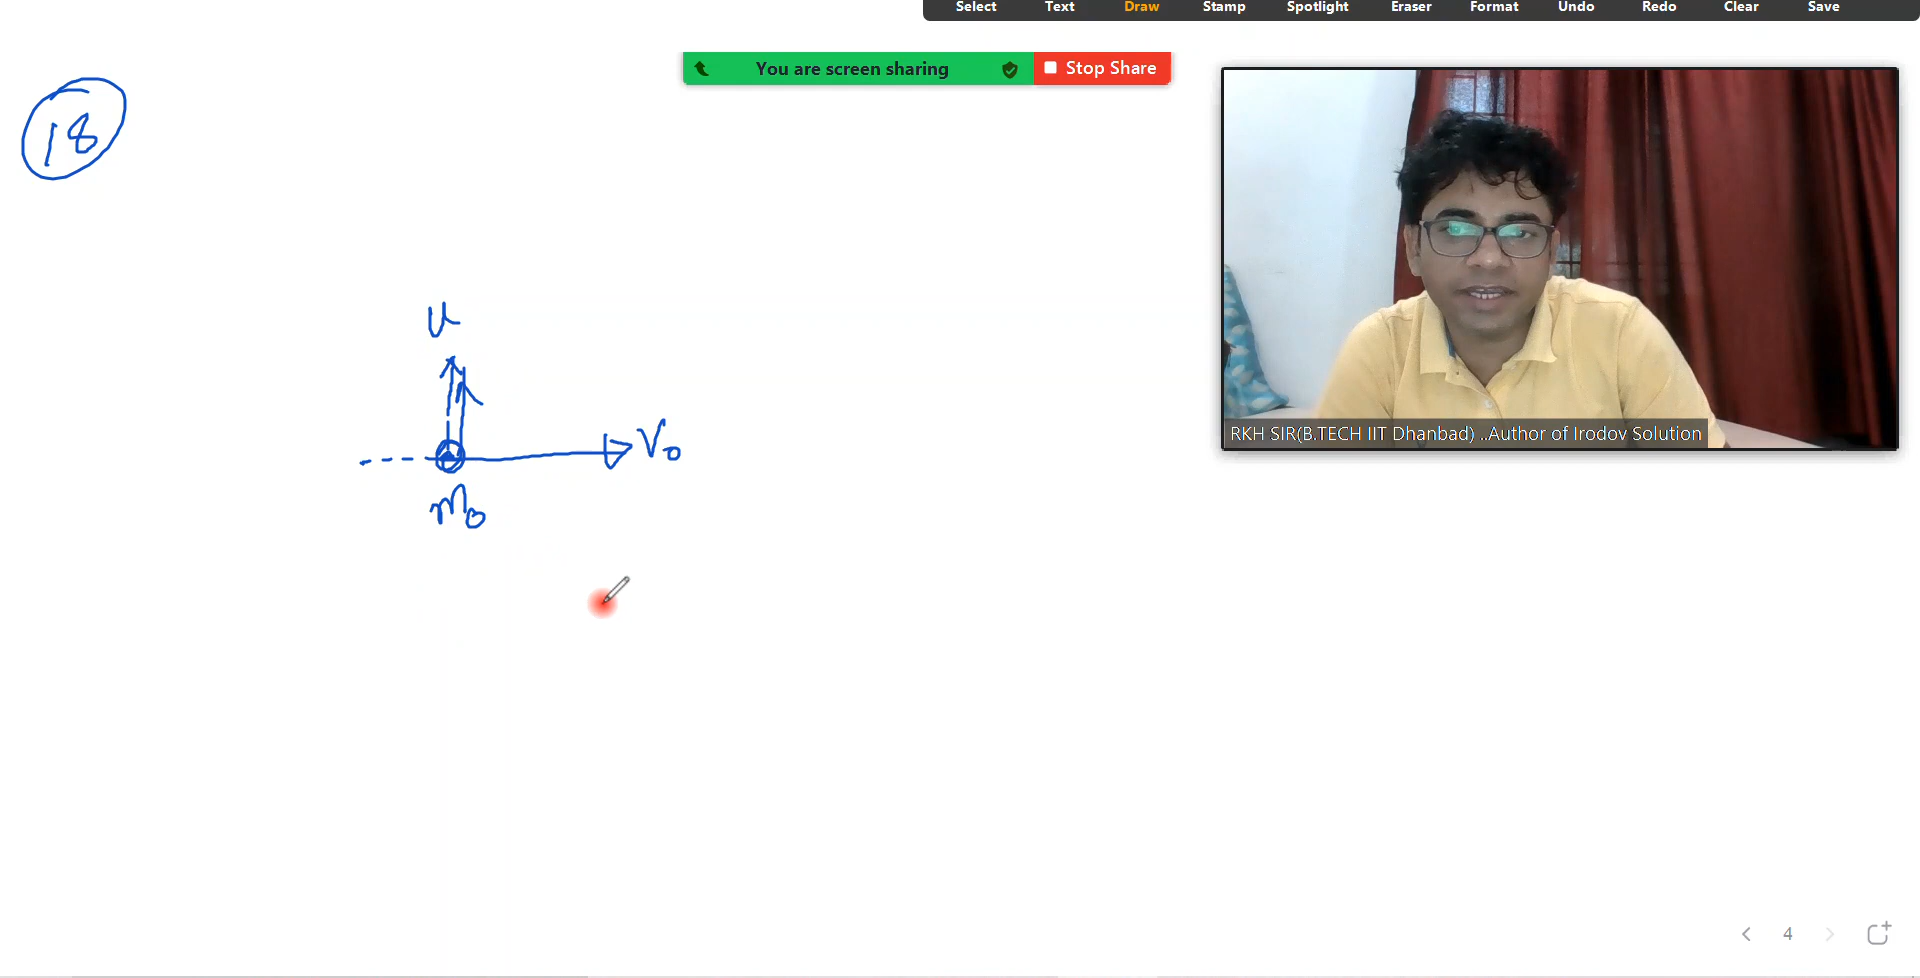 Select Text Draw Stamp Spotlight Eraser Format Undo Redo Clear Save
You are screen sharing Stop Share
18
u
V₀
m₀
RKH SIR(B.TECH IIT Dhanbad) ..Author of Irodov Solution
4